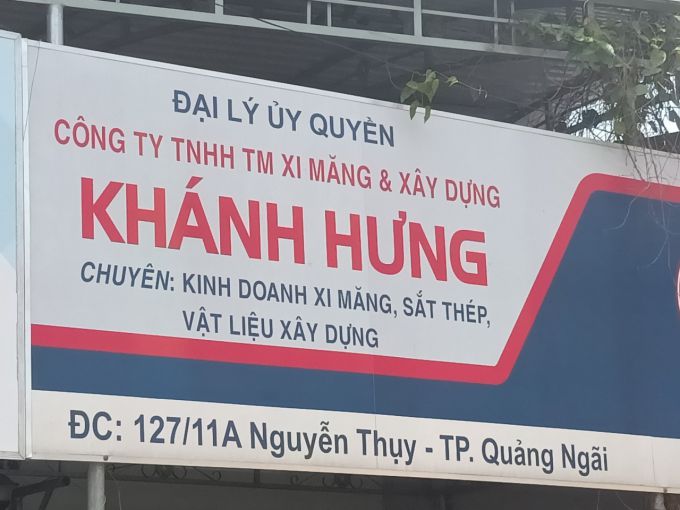 ĐẠI LÝ ỦY QUYỀN
CÔNG TY TNHH TM XI MĂNG & XÂY DỰNG
KHÁNH HƯNG
CHUYÊN: KINH DOANH XI MĂNG, SẮT THÉP,
VẬT LIỆU XÂY DỰNG
ĐC: 127/11A Nguyễn Thụy - TP. Quảng Ngãi